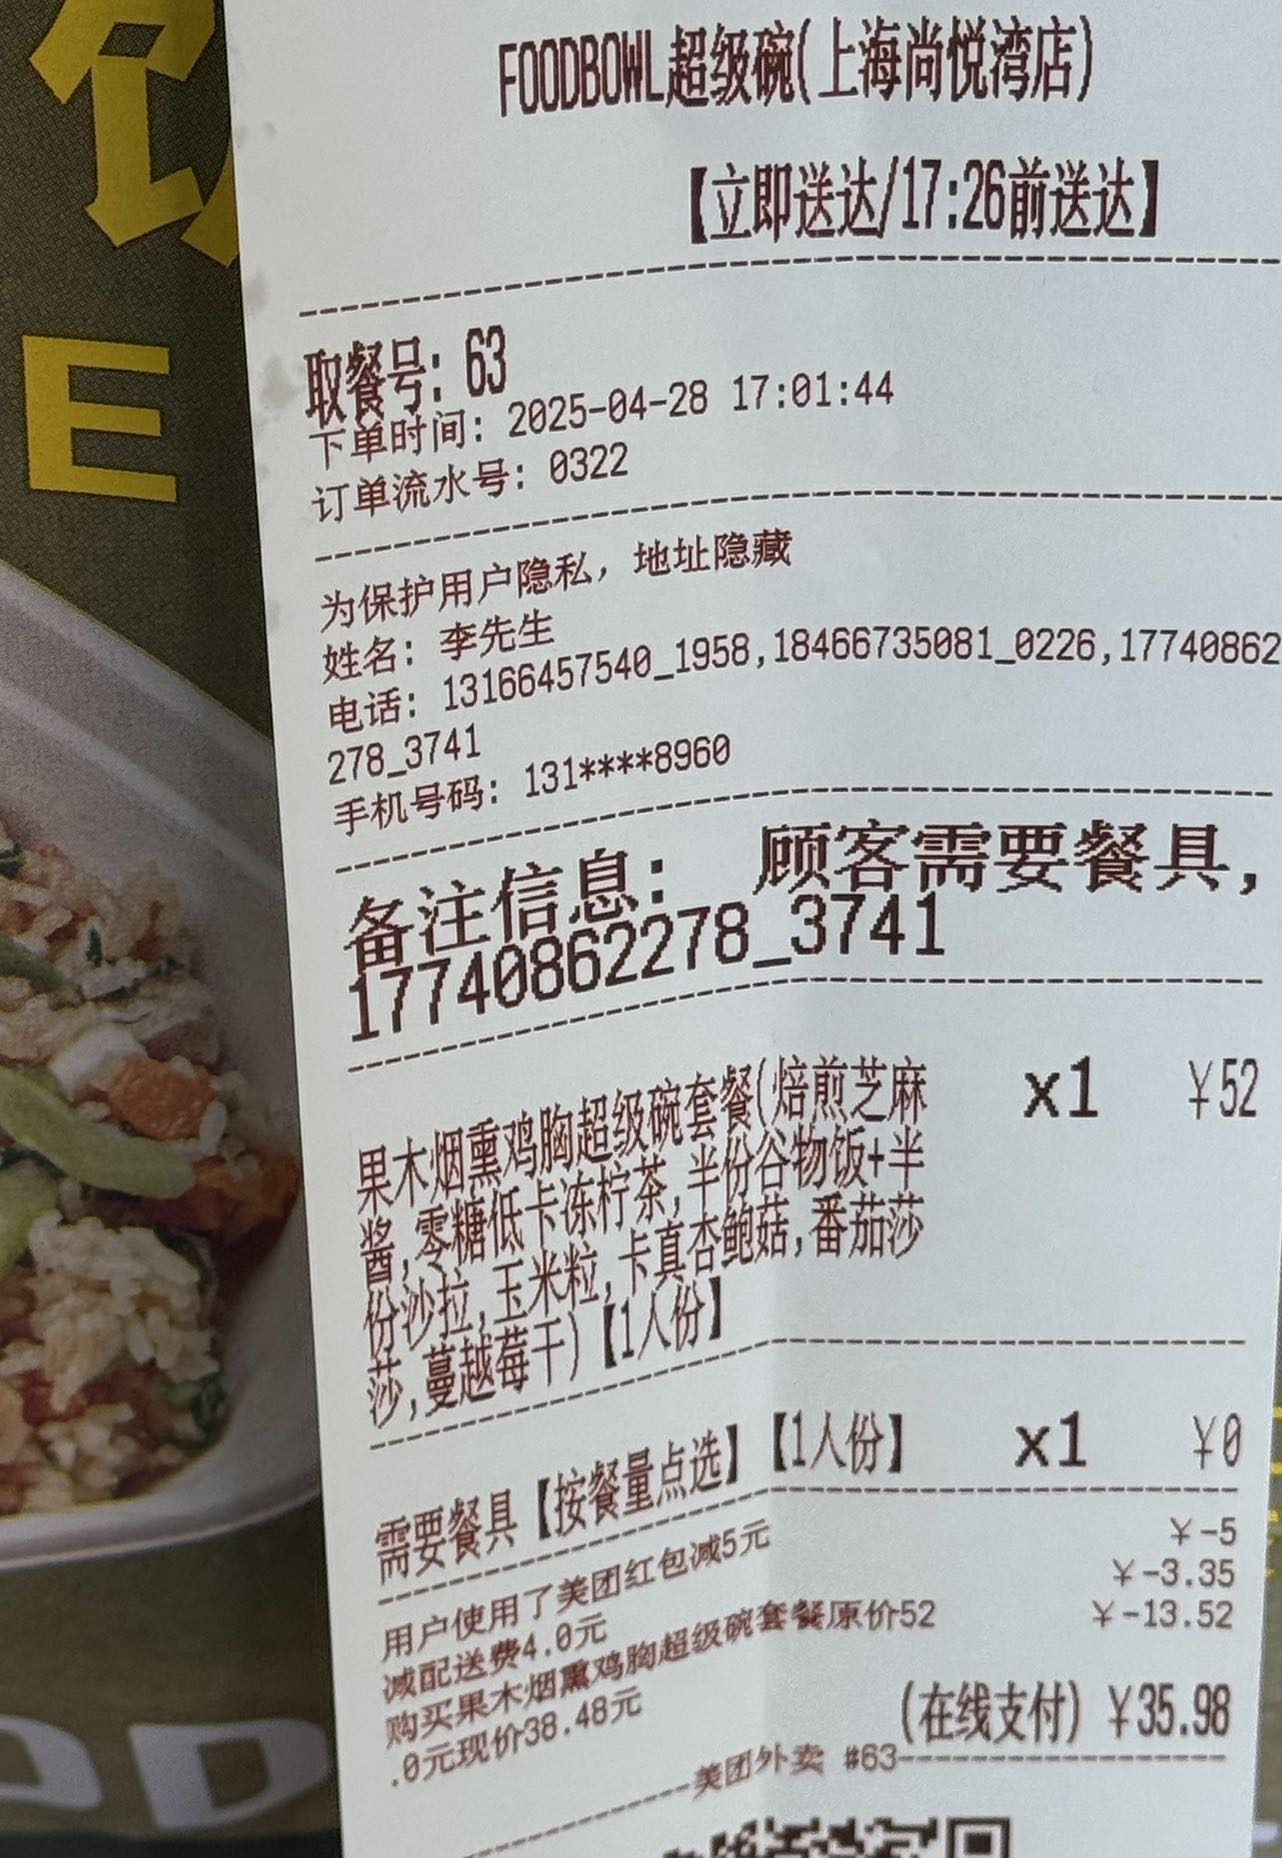 FOODBOWL超级碗(上海尚悦湾店)
【立即送达/17:26前送达】
取餐号: 63
下单时间: 2025-04-28 17:01:44
订单流水号: 0322
为保护用户隐私, 地址隐藏
姓名: 李先生
电话: 13166457540_1958,18466735081_0226,17740862
278_3741
手机号码: 131****8960
备注信息: 顾客需要餐具,
17740862278_3741
果木烟熏鸡胸超级碗套餐(焙煎芝麻 x1 ¥52
酱,零糖低卡冻柠茶,半份谷物饭+半
份沙拉,玉米粒,卡真杏鲍菇,番茄莎
莎,蔓越莓干)【1人份】
需要餐具【按餐量点选】【1人份】 x1 ¥0
用户使用了美团红包减5元 ¥-5
减配送费4.0元 ¥-3.35
购买果木烟熏鸡胸超级碗套餐原价52 ¥-13.52
.0元现价38.48元
(在线支付) ¥35.98
美团外卖 #63
E
OD